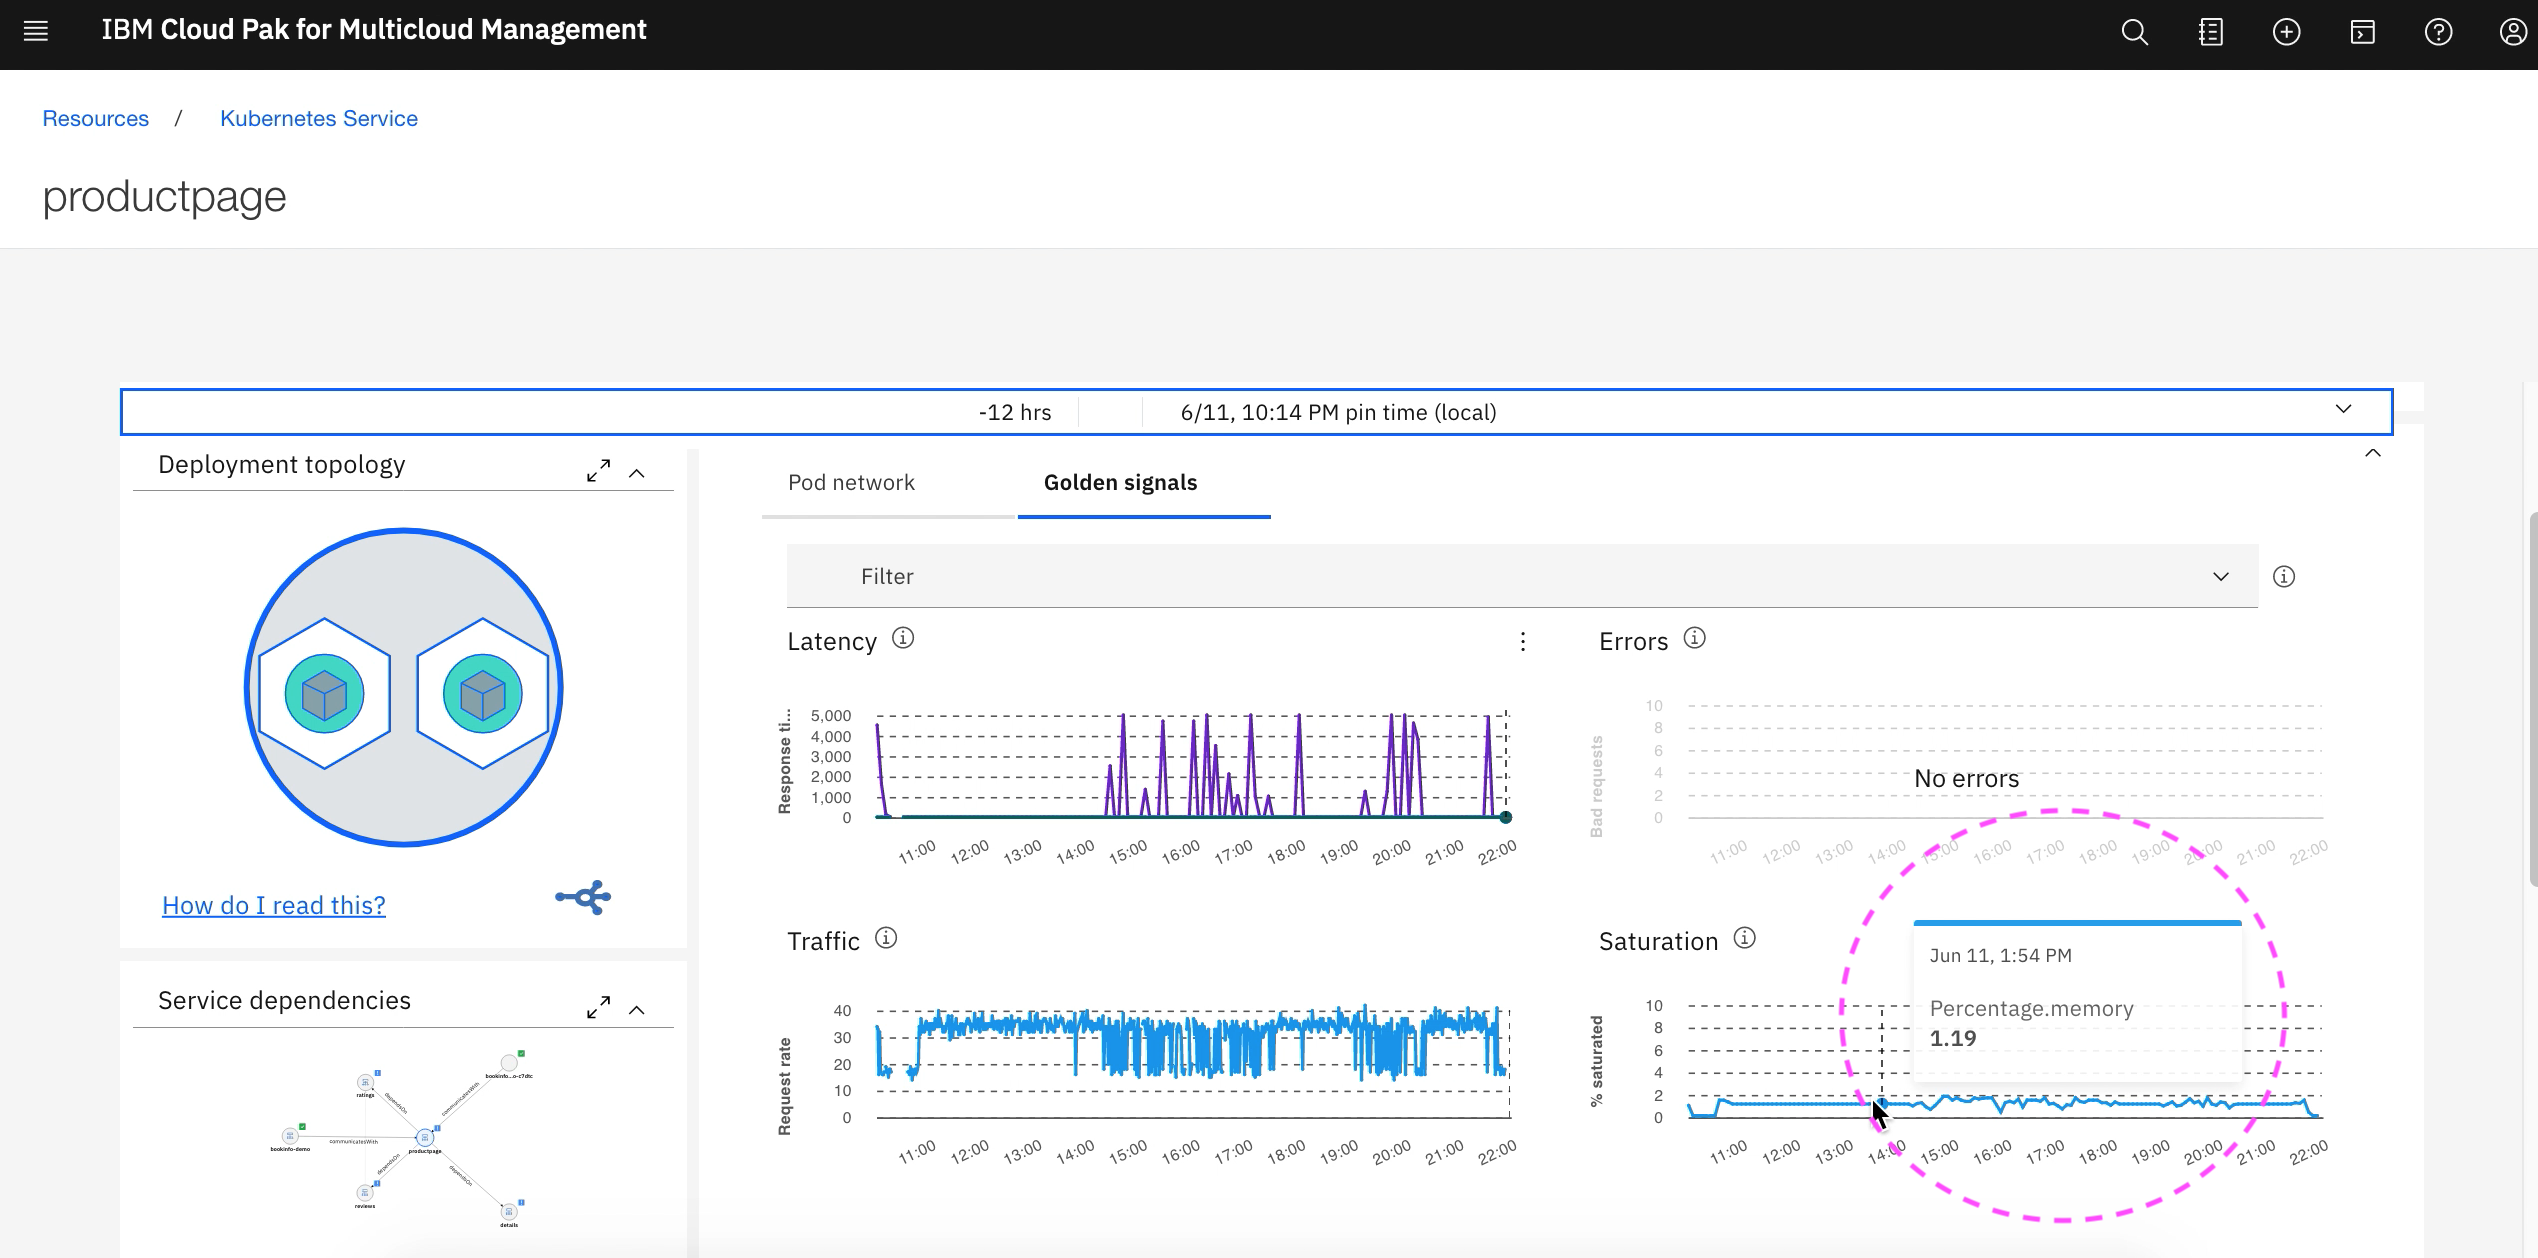 IBM Cloud Pak for Multicloud Management
Resources / Kubernetes Service
productpage
-12 hrs 6/11, 10:14 PM pin time (local)
Deployment topology
How do I read this?
Service dependencies
bookinfo...o-c7dtc
ratings
dependsOn
communicatesWith
bookinfo-demo
communicatesWith
productpage
dependsOn
dependsOn
reviews
details
Pod network Golden signals
Filter
Latency
Response ti...
5,000
4,000
3,000
2,000
1,000
0
11:00 12:00 13:00 14:00 15:00 16:00 17:00 18:00 19:00 20:00 21:00 22:00
Errors
Bad requests
10
8
6
4
2
0
No errors
11:00 12:00 13:00 14:00 15:00 16:00 17:00 18:00 19:00 20:00 21:00 22:00
Traffic
Request rate
40
30
20
10
0
11:00 12:00 13:00 14:00 15:00 16:00 17:00 18:00 19:00 20:00 21:00 22:00
Saturation
% saturated
10
8
6
4
2
0
Jun 11, 1:54 PM
Percentage.memory
1.19
11:00 12:00 13:00 14:00 15:00 16:00 17:00 18:00 19:00 20:00 21:00 22:00